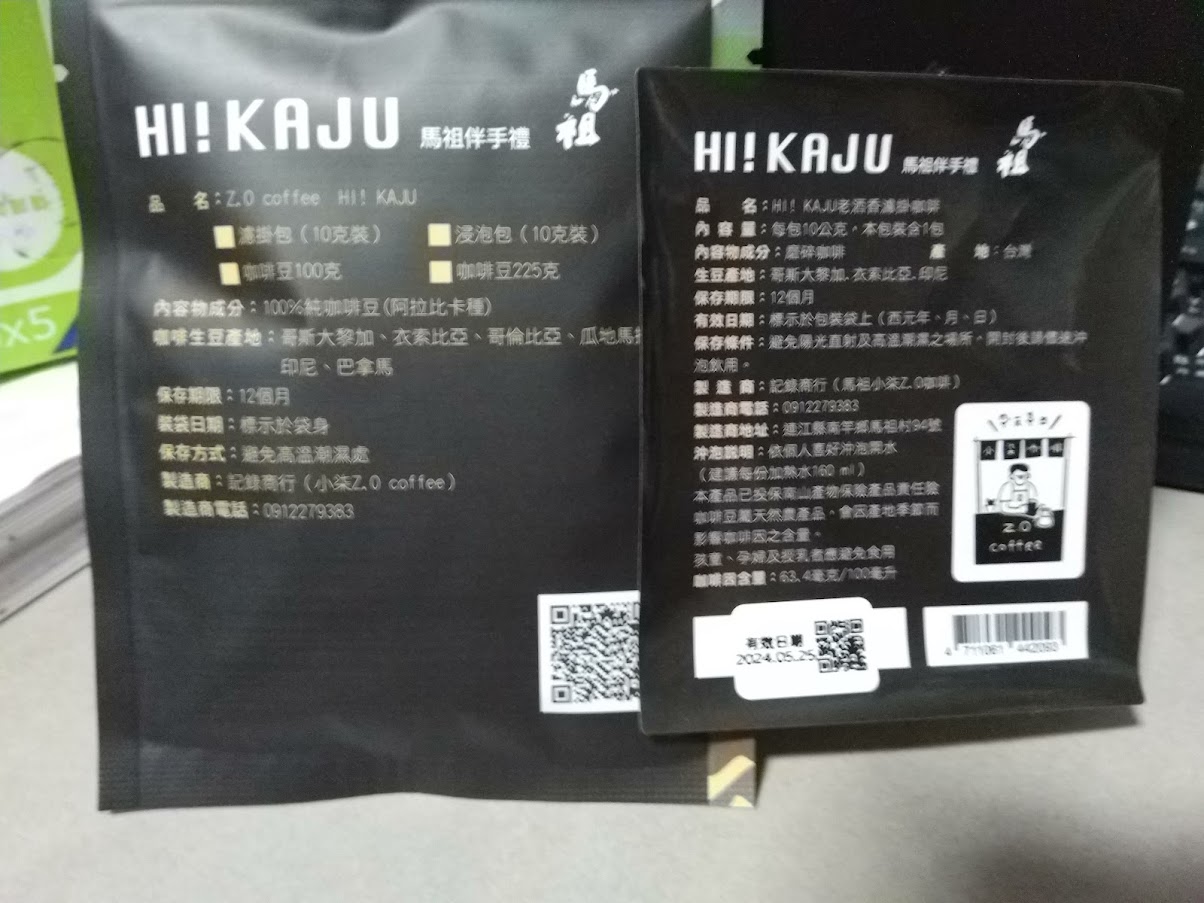 HI! KAJU 馬祖伴手禮 馬祖
品 名：Z.O coffee HI! KAJU
濾掛包（10克裝） 浸泡包（10克裝）
咖啡豆100克 咖啡豆225克
內容物成分：100%純咖啡豆(阿拉比卡種)
咖啡生豆產地：哥斯大黎加、衣索比亞、哥倫比亞、瓜地馬
印尼、巴拿馬
保存期限：12個月
裝袋日期：標示於袋身
保存方式：避免高溫潮濕處
製造商：記錄商行（小柒Z.O coffee）
製造商電話：0912279383
HI! KAJU 馬祖伴手禮 馬祖
品 名：HI! KAJU老酒香濾掛咖啡
內 容 量：每包10公克，本包裝含1包
內容物成分：磨碎咖啡 產 地：台灣
生豆產地：哥斯大黎加.衣索比亞.印尼
保存期限：12個月
有效日期：標示於包裝袋上（西元年、月、日）
保存條件：避免陽光直射及高溫潮濕之場所，開封後請儘速沖
泡飲用。
製 造 商：記錄商行（馬祖小柒Z.O咖啡）
製造商電話：0912279383
製造商地址：連江縣南竿鄉馬祖村94號
沖泡說明：依個人喜好沖泡熱水
（建議每份加熱水160 ml）
本產品已投保南山產物保險產品責任險
咖啡豆屬天然農產品，會因產地季節而
影響咖啡因之含量。
孩童、孕婦及授乳者應避免食用
咖啡因含量：63.4毫克/100毫升
Z.O
coffee
有效日期
2024.05.25
4 711061 442093
x5